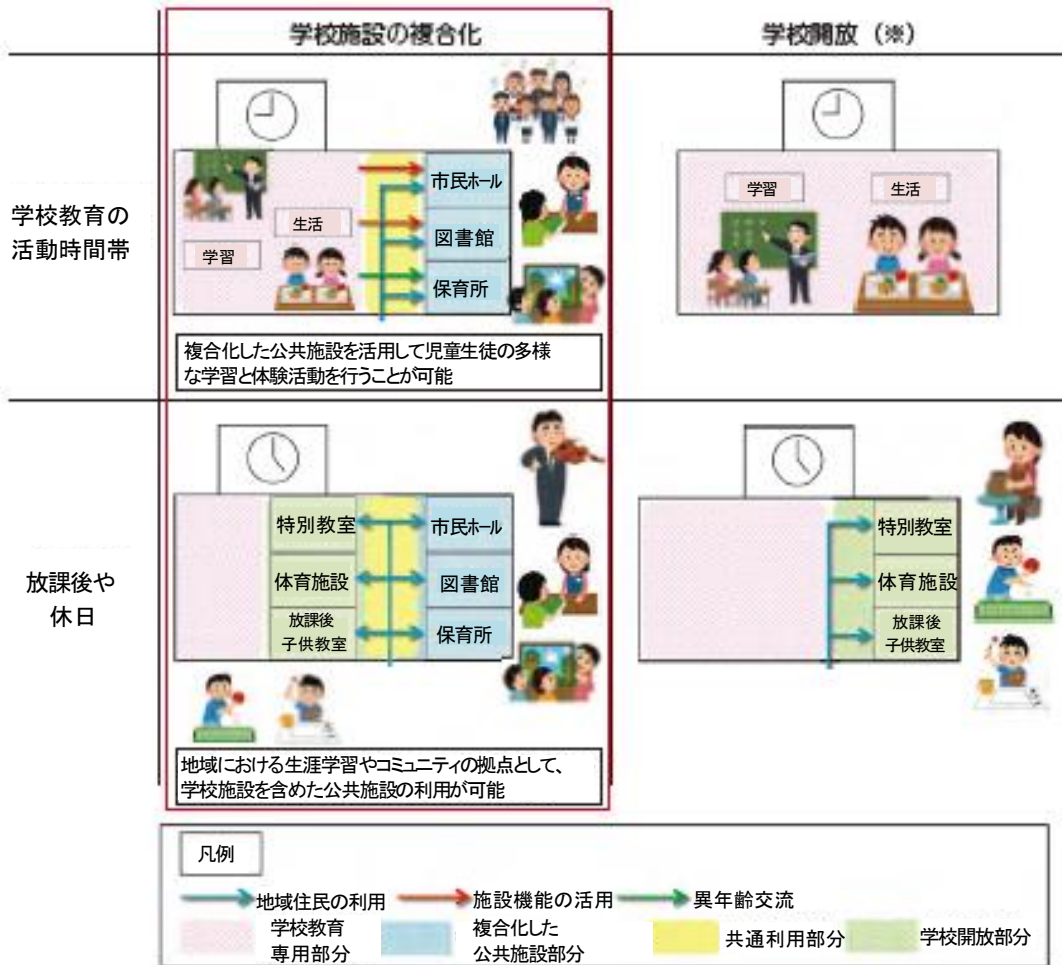 学校施設の複合化
学校開放（※）
学校教育の
活動時間帯
学習
生活
市民ホール
図書館
保育所
複合化した公共施設を活用して児童生徒の多様
な学習と体験活動を行うことが可能
学習
生活
放課後や
休日
特別教室
体育施設
放課後
子供教室
市民ホール
図書館
保育所
地域における生涯学習やコミュニティの拠点として、
学校施設を含めた公共施設の利用が可能
特別教室
体育施設
放課後
子供教室
凡例
地域住民の利用
施設機能の活用
異年齢交流
学校教育
専用部分
複合化した
公共施設部分
共通利用部分
学校開放部分